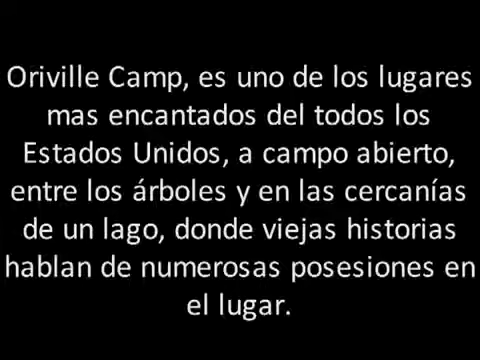 Oriville Camp, es uno de los lugares
mas encantados del todos los
Estados Unidos, a campo abierto,
entre los árboles y en las cercanías
de un lago, donde viejas historias
hablan de numerosas posesiones en
el lugar.